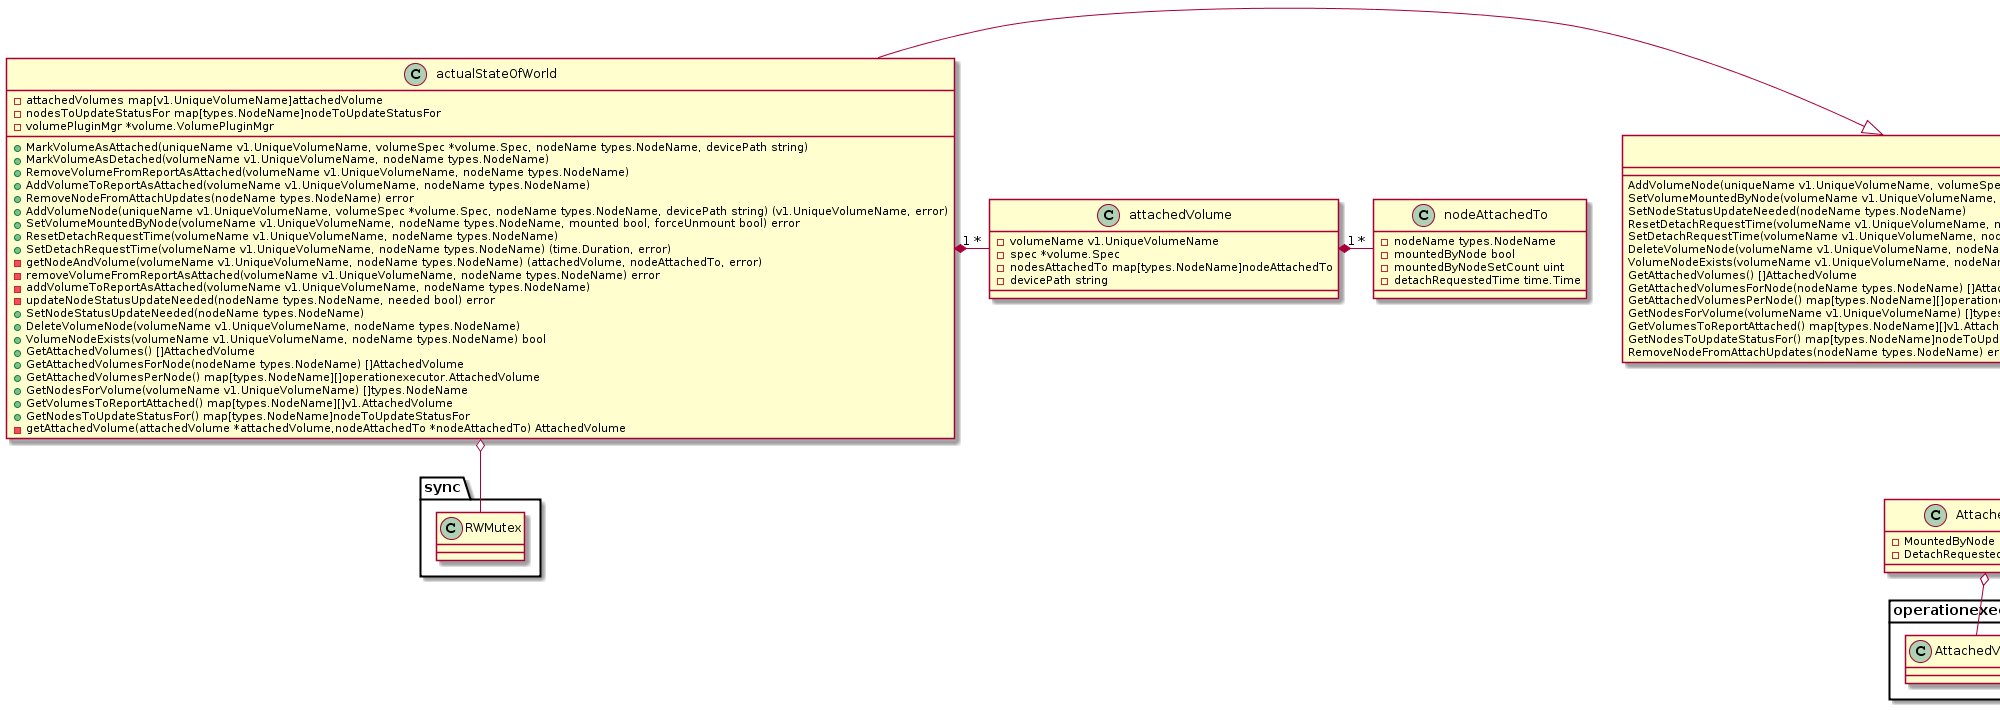 C actualStateOfWorld
attachedVolumes map[v1.UniqueVolumeName]attachedVolume
nodesToUpdateStatusFor map[types.NodeName]nodeToUpdateStatusFor
volumePluginMgr *volume.VolumePluginMgr
MarkVolumeAsAttached(uniqueName v1.UniqueVolumeName, volumeSpec *volume.Spec, nodeName types.NodeName, devicePath string)
MarkVolumeAsDetached(volumeName v1.UniqueVolumeName, nodeName types.NodeName)
RemoveVolumeFromReportAsAttached(volumeName v1.UniqueVolumeName, nodeName types.NodeName)
AddVolumeToReportAsAttached(volumeName v1.UniqueVolumeName, nodeName types.NodeName)
RemoveNodeFromAttachUpdates(nodeName types.NodeName) error
AddVolumeNode(uniqueName v1.UniqueVolumeName, volumeSpec *volume.Spec, nodeName types.NodeName, devicePath string) (v1.UniqueVolumeName, error)
SetVolumeMountedByNode(volumeName v1.UniqueVolumeName, nodeName types.NodeName, mounted bool, forceUnmount bool) error
ResetDetachRequestTime(volumeName v1.UniqueVolumeName, nodeName types.NodeName)
SetDetachRequestTime(volumeName v1.UniqueVolumeName, nodeName types.NodeName) (time.Duration, error)
getNodeAndVolume(volumeName v1.UniqueVolumeName, nodeName types.NodeName) (attachedVolume, nodeAttachedTo, error)
removeVolumeFromReportAsAttached(volumeName v1.UniqueVolumeName, nodeName types.NodeName) error
addVolumeToReportAsAttached(volumeName v1.UniqueVolumeName, nodeName types.NodeName)
updateNodeStatusUpdateNeeded(nodeName types.NodeName, needed bool) error
SetNodeStatusUpdateNeeded(nodeName types.NodeName)
DeleteVolumeNode(volumeName v1.UniqueVolumeName, nodeName types.NodeName)
VolumeNodeExists(volumeName v1.UniqueVolumeName, nodeName types.NodeName) bool
GetAttachedVolumes() []AttachedVolume
GetAttachedVolumesForNode(nodeName types.NodeName) []AttachedVolume
GetAttachedVolumesPerNode() map[types.NodeName][]operationexecutor.AttachedVolume
GetNodesForVolume(volumeName v1.UniqueVolumeName) []types.NodeName
GetVolumesToReportAttached() map[types.NodeName][]v1.AttachedVolume
GetNodesToUpdateStatusFor() map[types.NodeName]nodeToUpdateStatusFor
getAttachedVolume(attachedVolume *attachedVolume,nodeAttachedTo *nodeAttachedTo) AttachedVolume
1 *
C attachedVolume
volumeName v1.UniqueVolumeName
spec *volume.Spec
nodesAttachedTo map[types.NodeName]nodeAttachedTo
devicePath string
1 *
C nodeAttachedTo
nodeName types.NodeName
mountedByNode bool
mountedByNodeSetCount uint
detachRequestedTime time.Time
AddVolumeNode(uniqueName v1.UniqueVolumeName, volumeSpe
SetVolumeMountedByNode(volumeName v1.UniqueVolumeName,
SetNodeStatusUpdateNeeded(nodeName types.NodeName)
ResetDetachRequestTime(volumeName v1.UniqueVolumeName, n
SetDetachRequestTime(volumeName v1.UniqueVolumeName, nod
DeleteVolumeNode(volumeName v1.UniqueVolumeName, nodeNa
VolumeNodeExists(volumeName v1.UniqueVolumeName, nodeNa
GetAttachedVolumes() []AttachedVolume
GetAttachedVolumesForNode(nodeName types.NodeName) []Attac
GetAttachedVolumesPerNode() map[types.NodeName][]operatione
GetNodesForVolume(volumeName v1.UniqueVolumeName) []types
GetVolumesToReportAttached() map[types.NodeName][]v1.Attach
GetNodesToUpdateStatusFor() map[types.NodeName]nodeToUpd
RemoveNodeFromAttachUpdates(nodeName types.NodeName) er
sync
C RWMutex
C Attache
MountedByNode
DetachRequested
operationexec
C AttachedV